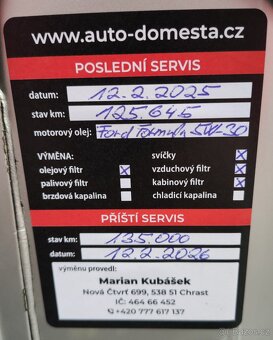 www.auto-domesta.cz
POSLEDNÍ SERVIS
datum: 12.2.2025
stav km: 125.645
motorový olej: Ford Formula 5W-30
VÝMĚNA:
svíčky
olejový filtr
vzduchový filtr
palivový filtr
kabinový filtr
brzdová kapalina
chladicí kapalina
PŘÍŠTÍ SERVIS
stav km: 135.000
datum: 12.2.2026
výměnu provedl:
Marian Kubásek
Nová Čtvrť 699, 538 51 Chrast
IČ: 464 66 452
+420 777 617 137